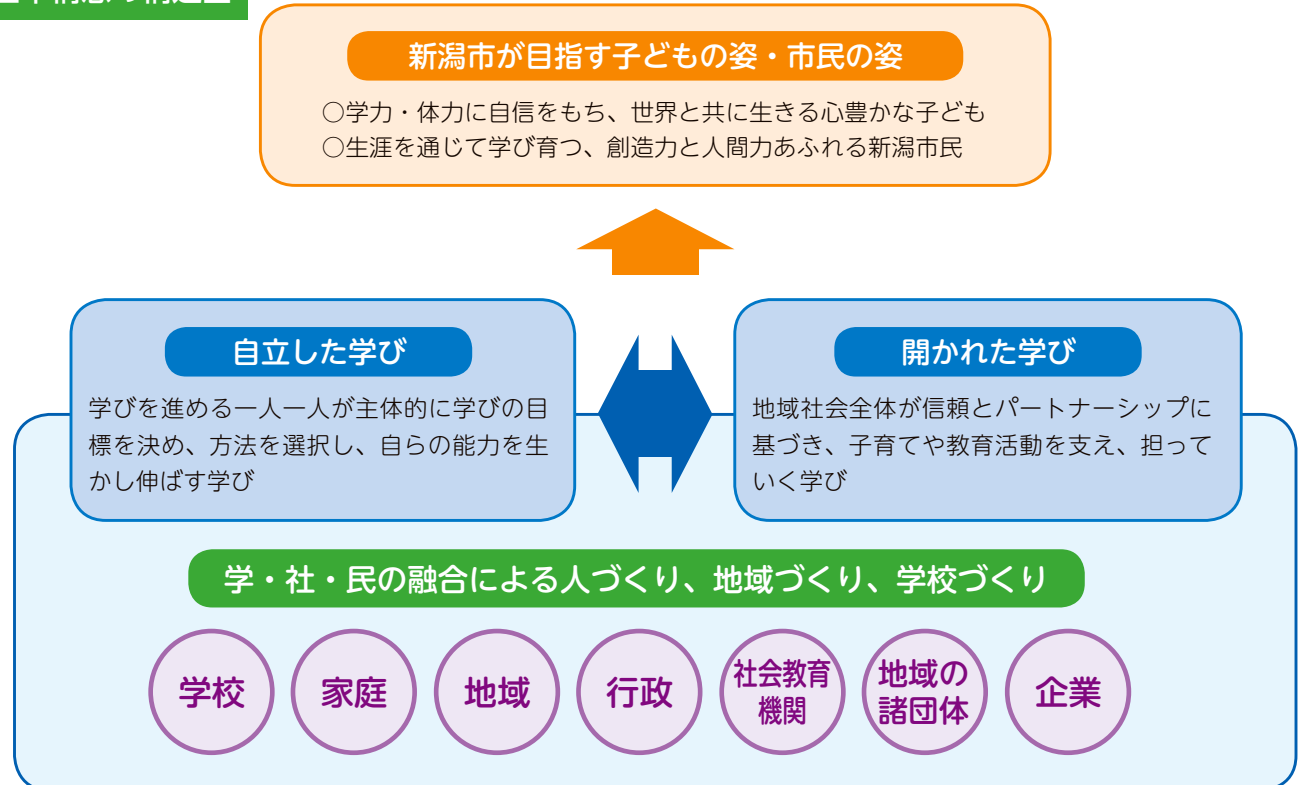 新潟市が目指す子どもの姿・市民の姿
○学力・体力に自信をもち、世界と共に生きる心豊かな子ども
○生涯を通じて学び育つ、創造力と人間力あふれる新潟市民
自立した学び
学びを進める一人一人が主体的に学びの目
標を決め、方法を選択し、自らの能力を生
かし伸ばす学び
開かれた学び
地域社会全体が信頼とパートナーシップに
基づき、子育てや教育活動を支え、担って
いく学び
学・社・民の融合による人づくり、地域づくり、学校づくり
学校
家庭
地域
行政
社会教育
機関
地域の
諸団体
企業